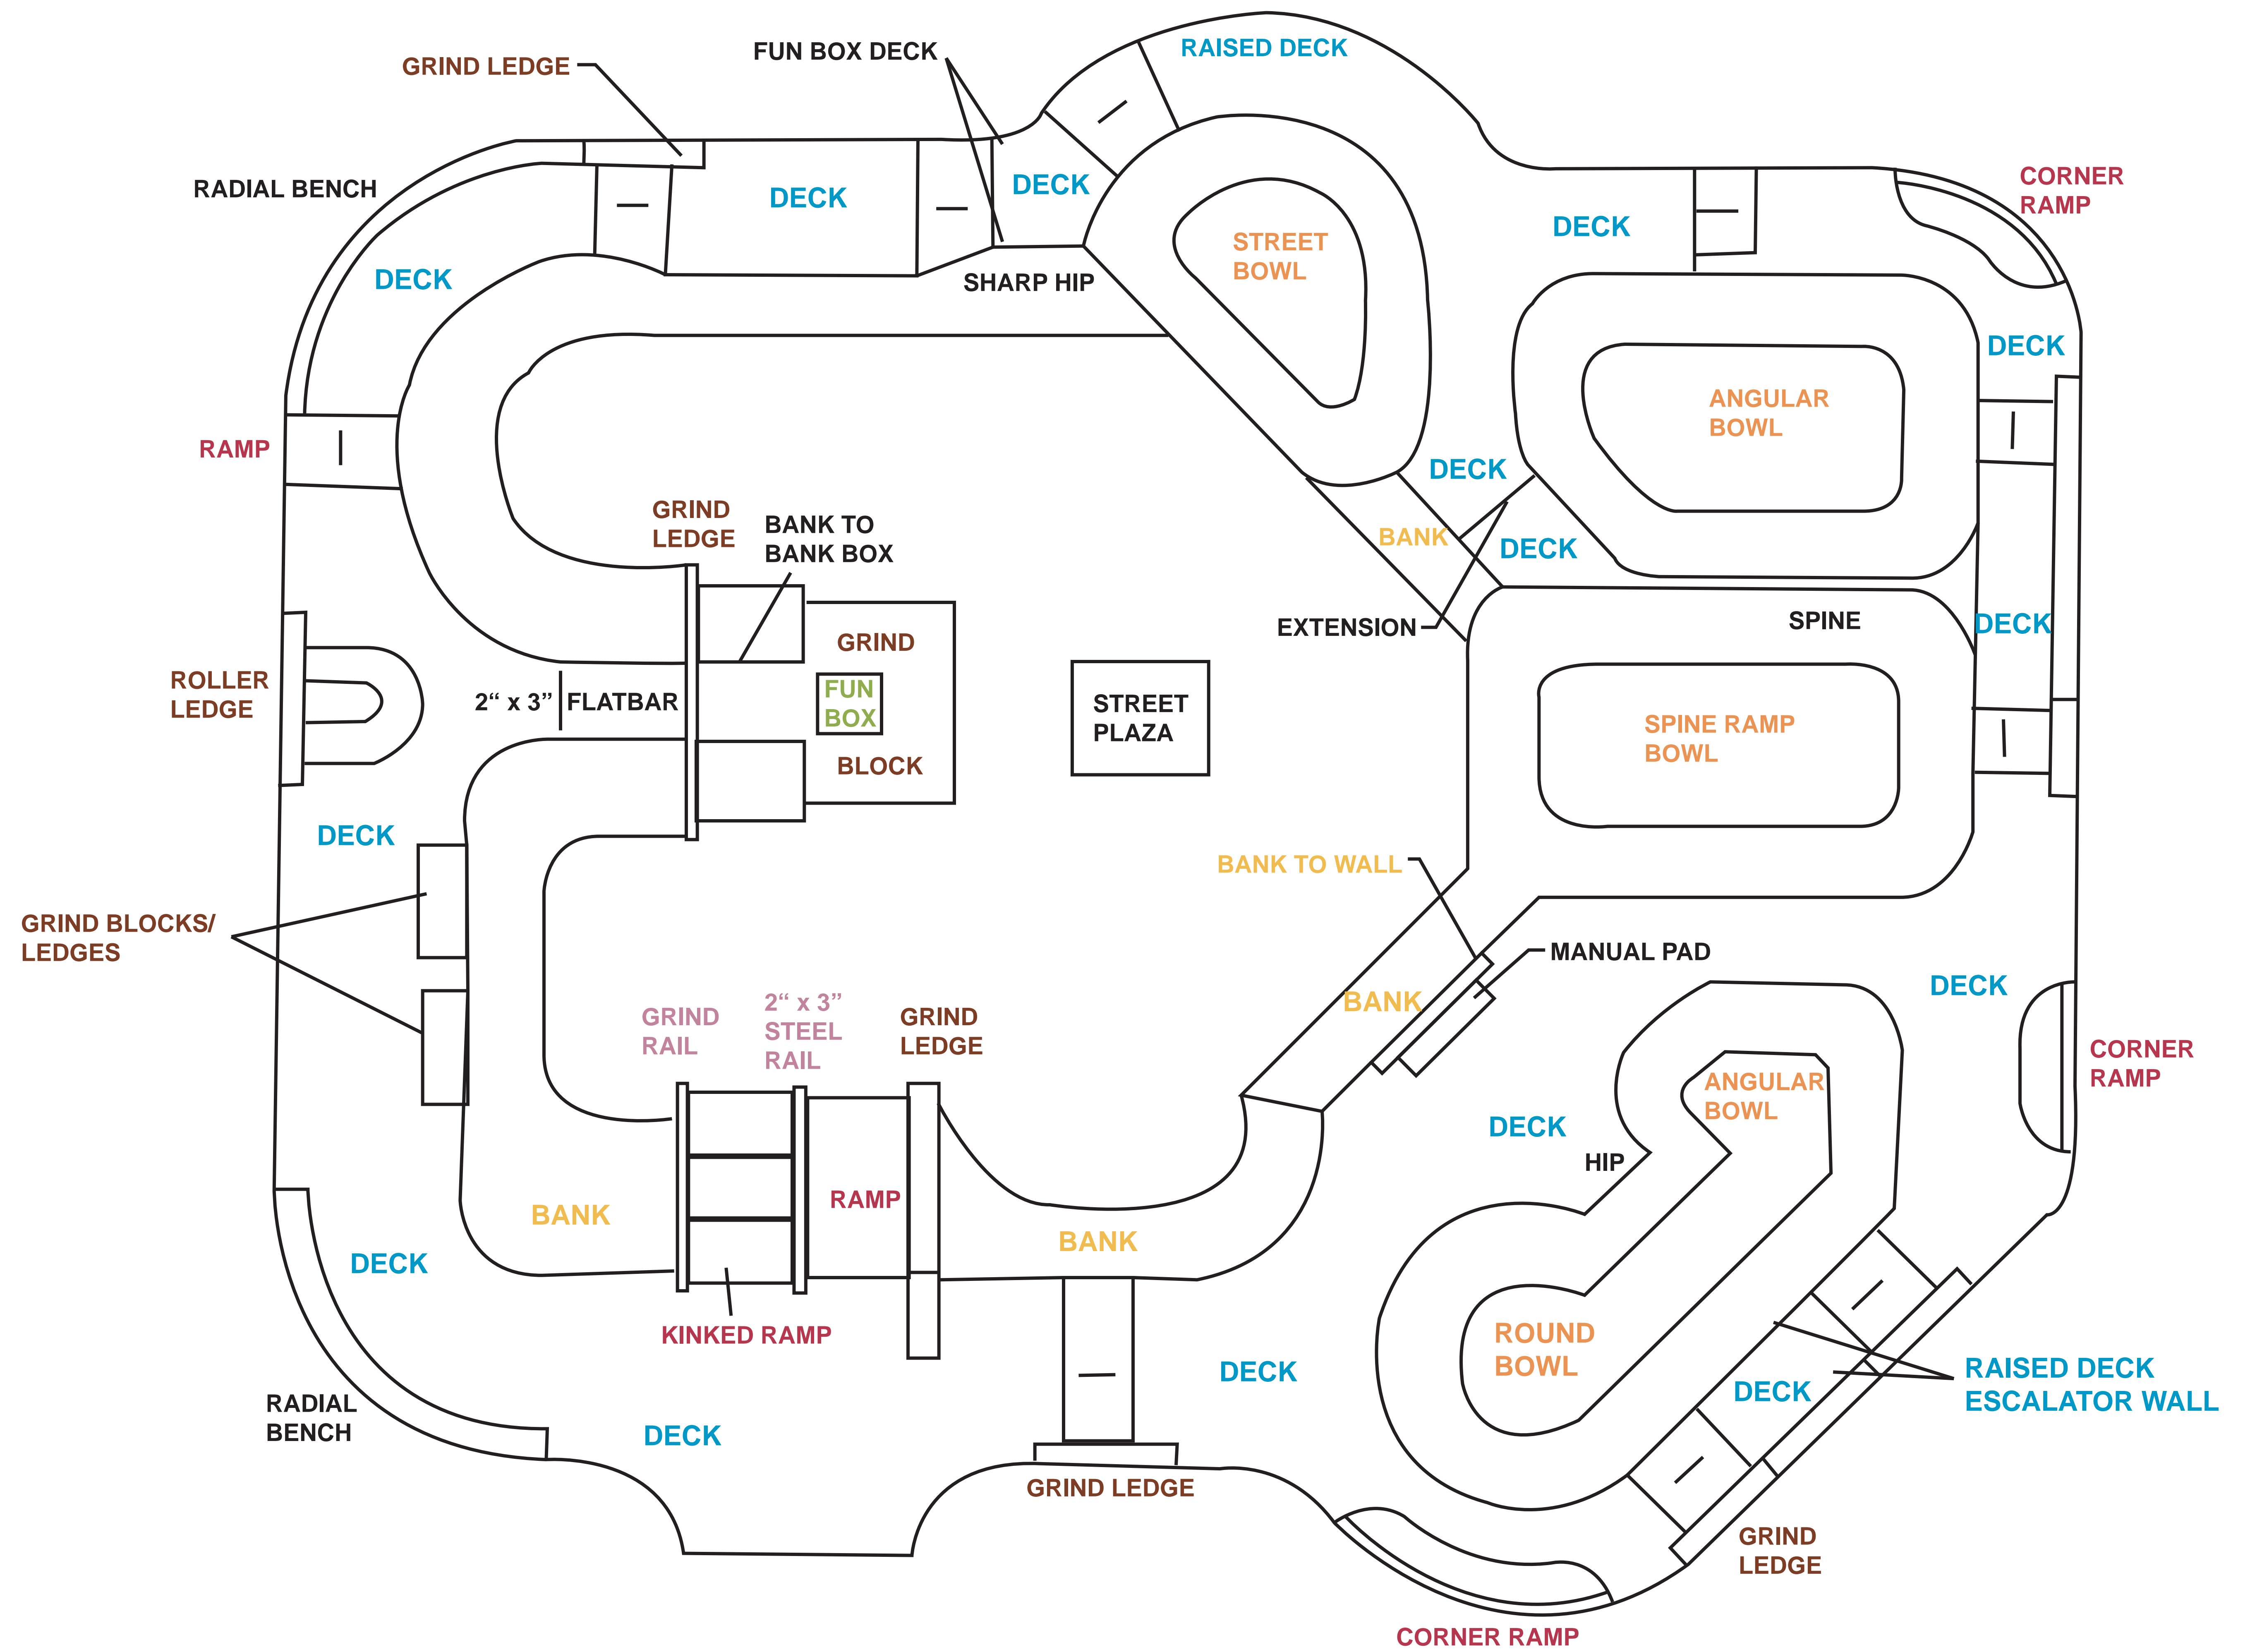 RAISED DECK
FUN BOX DECK
GRIND LEDGE
CORNER
RAMP
RADIAL BENCH
DECK
DECK
DECK
STREET
BOWL
DECK
SHARP HIP
DECK
ANGULAR
BOWL
RAMP
DECK
GRIND
LEDGE
BANK TO
BANK BOX
BANK
DECK
EXTENSION
SPINE
DECK
GRIND
FUN
BOX
BLOCK
ROLLER
LEDGE
2“ x 3”
FLATBAR
STREET
PLAZA
SPINE RAMP
BOWL
DECK
BANK TO WALL
GRIND BLOCKS/
LEDGES
MANUAL PAD
DECK
BANK
GRIND
RAIL
2“ x 3”
STEEL
RAIL
GRIND
LEDGE
CORNER
RAMP
ANGULAR
BOWL
DECK
HIP
RAMP
BANK
BANK
DECK
KINKED RAMP
ROUND
BOWL
DECK
DECK
RAISED DECK
ESCALATOR WALL
RADIAL
BENCH
DECK
GRIND LEDGE
GRIND
LEDGE
CORNER RAMP